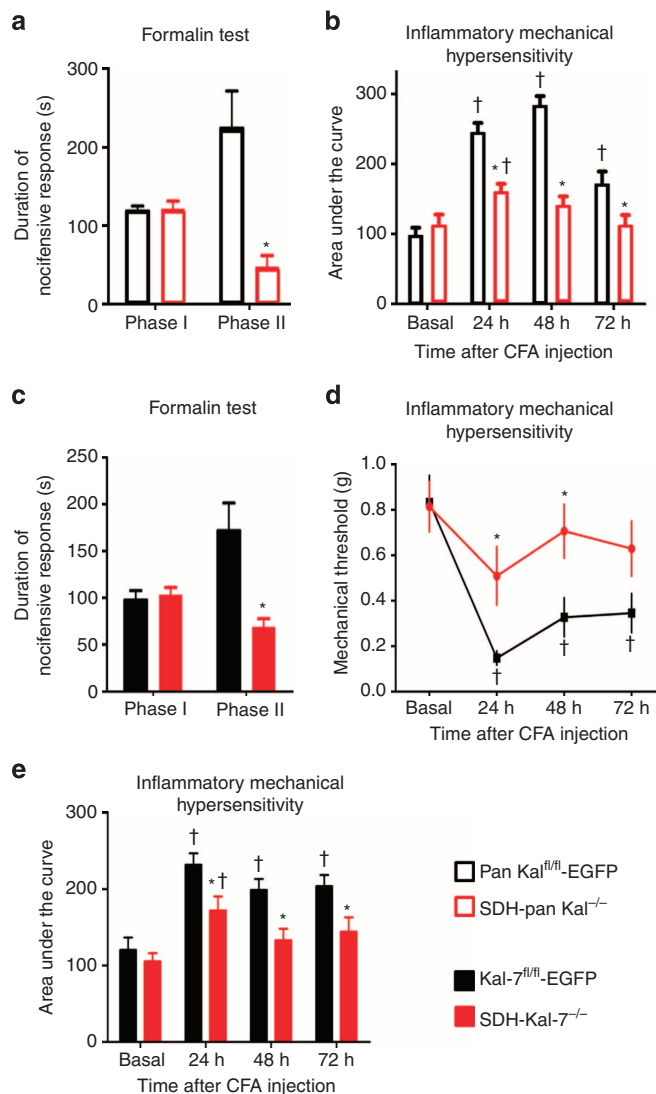 a
Formalin test
Duration of
nocifensive response (s)
300
200
100
0
*
Phase I
Phase II
b
Inflammatory mechanical
hypersensitivity
Area under the curve
300
200
100
0
†
*†
†
*
†
*
Basal
24 h
48 h
72 h
Time after CFA injection
c
Formalin test
Duration of
nocifensive response (s)
250
200
150
100
50
0
*
Phase I
Phase II
d
Inflammatory mechanical
hypersensitivity
Mechanical threshold (g)
1.0
0.8
0.6
0.4
0.2
0.0
*
*
†
†
†
Basal
24 h
48 h
72 h
Time after CFA injection
e
Inflammatory mechanical
hypersensitivity
Area under the curve
300
200
100
0
†
*†
†
*
†
*
Basal
24 h
48 h
72 h
Time after CFA injection
Pan Kal^fl/fl-EGFP
SDH-pan Kal^−/−
Kal-7^fl/fl-EGFP
SDH-Kal-7^−/−